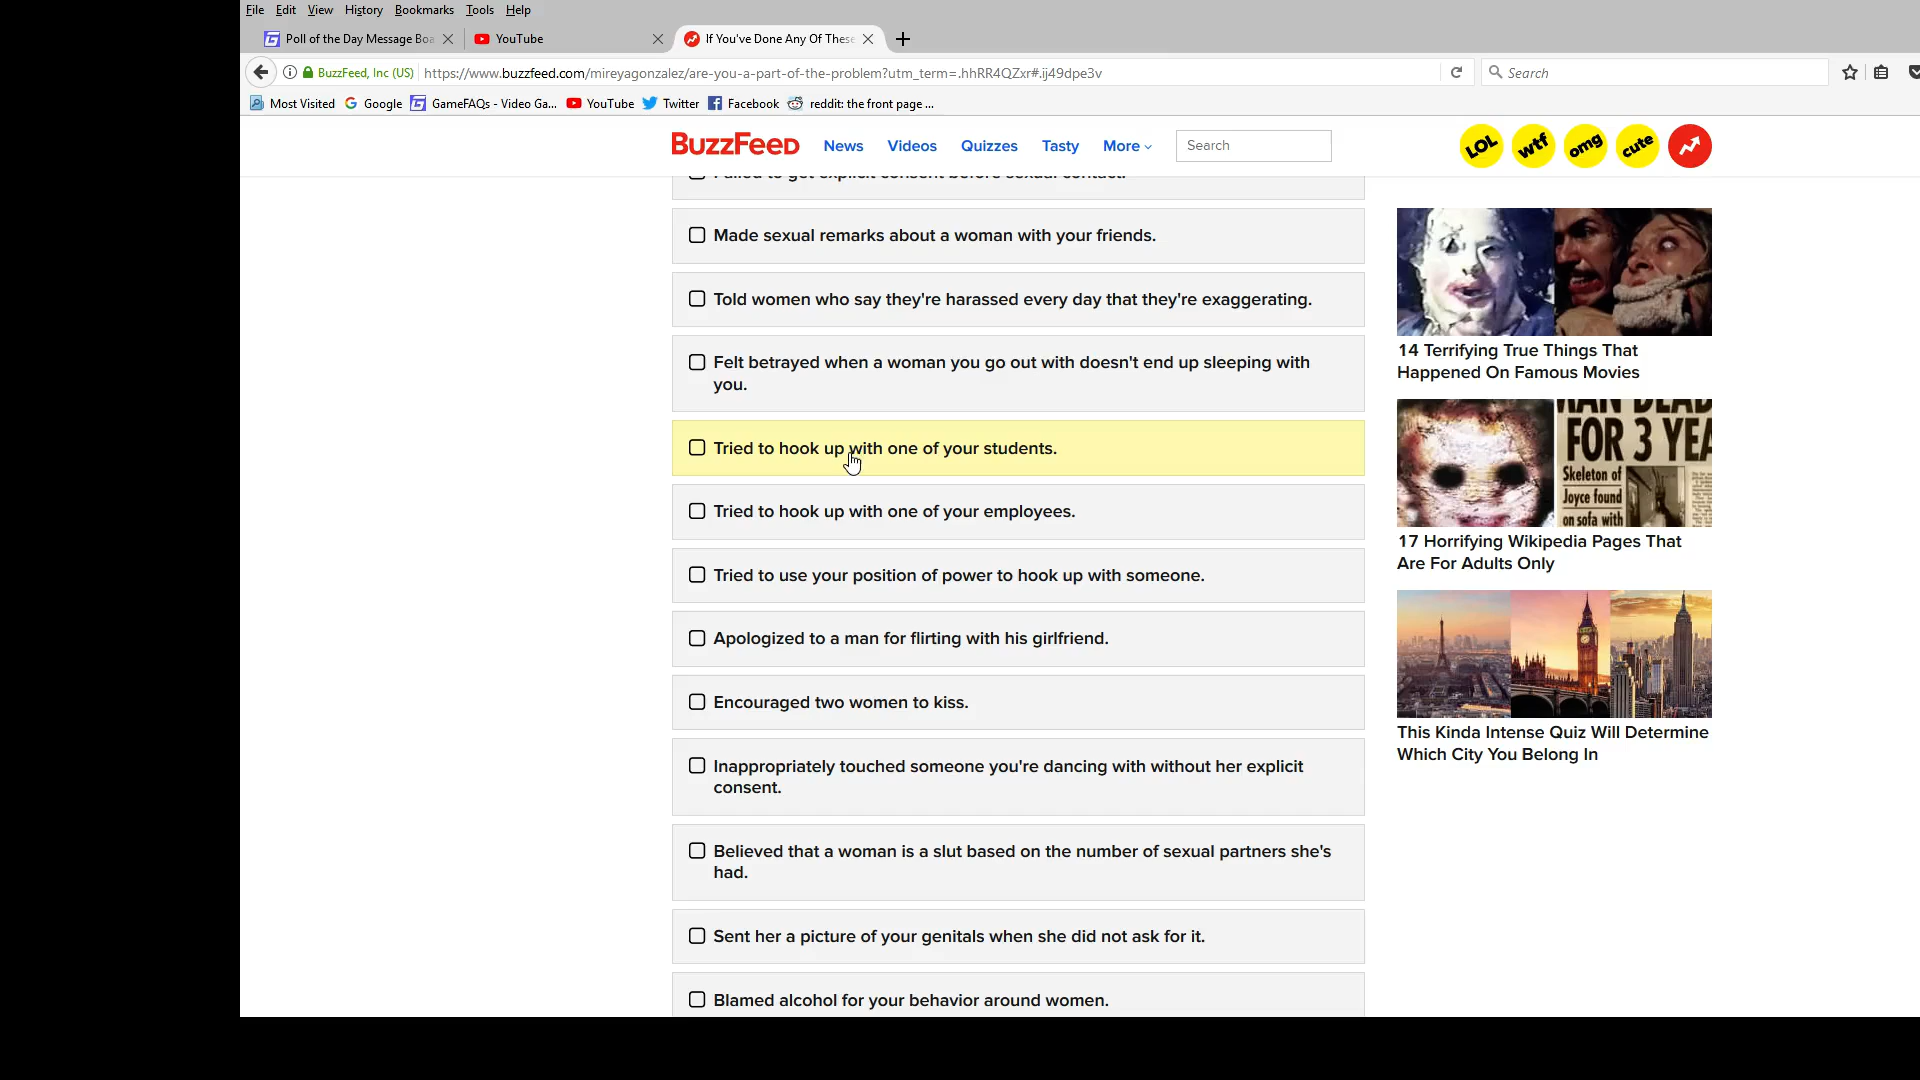 File Edit View History Bookmarks Tools Help
Poll of the Day Message Boa
YouTube
If You've Done Any Of These
BuzzFeed, Inc (US)
https://www.buzzfeed.com/mireyagonzalez/are-you-a-part-of-the-problem?utm_term=.hhRR4QZxr#.ij49dpe3v
Search
Most Visited Google GameFAQs - Video Ga... YouTube Twitter Facebook reddit: the front page ...
BuzzFeed News Videos Quizzes Tasty More Search LOL wtf omg cute
Failed to get explicit consent before sexual contact.
Made sexual remarks about a woman with your friends.
Told women who say they're harassed every day that they're exaggerating.
Felt betrayed when a woman you go out with doesn't end up sleeping with
you.
Tried to hook up with one of your students.
Tried to hook up with one of your employees.
Tried to use your position of power to hook up with someone.
Apologized to a man for flirting with his girlfriend.
Encouraged two women to kiss.
Inappropriately touched someone you're dancing with without her explicit
consent.
Believed that a woman is a slut based on the number of sexual partners she's
had.
Sent her a picture of your genitals when she did not ask for it.
Blamed alcohol for your behavior around women.
14 Terrifying True Things That
Happened On Famous Movies
FOR 3 YEA
Skeleton of
Joyce found
on sofa with
17 Horrifying Wikipedia Pages That
Are For Adults Only
This Kinda Intense Quiz Will Determine
Which City You Belong In